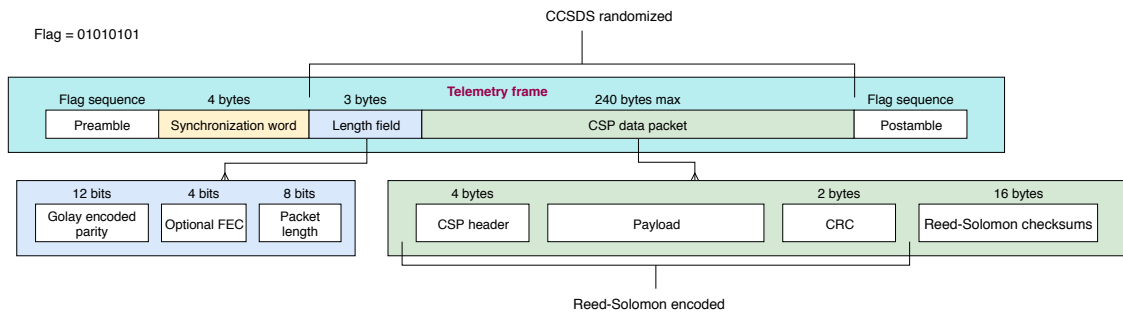 CCSDS randomized
Flag = 01010101
Telemetry frame
Flag sequence 4 bytes 3 bytes 240 bytes max Flag sequence
Preamble Synchronization word Length field CSP data packet Postamble
12 bits 4 bits 8 bits 4 bytes 2 bytes 16 bytes
Golay encoded
parity
Optional FEC
Packet
length
CSP header Payload CRC Reed-Solomon checksums
Reed-Solomon encoded